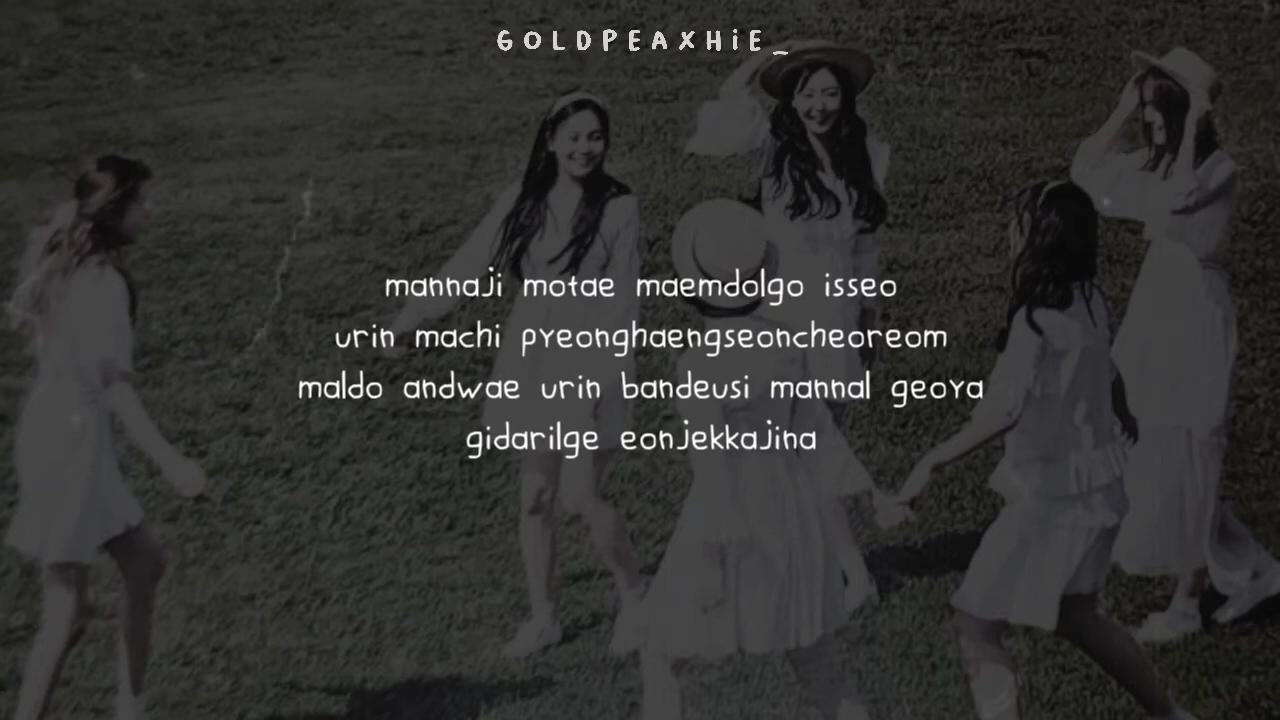 GOLDPEAXHiE_
mannaji motae maemdolgo isseo
urin machi pyeonghaengseoncheoreom
maldo andwae urin bandeusi mannal geoya
gidarilge eonjekkajina